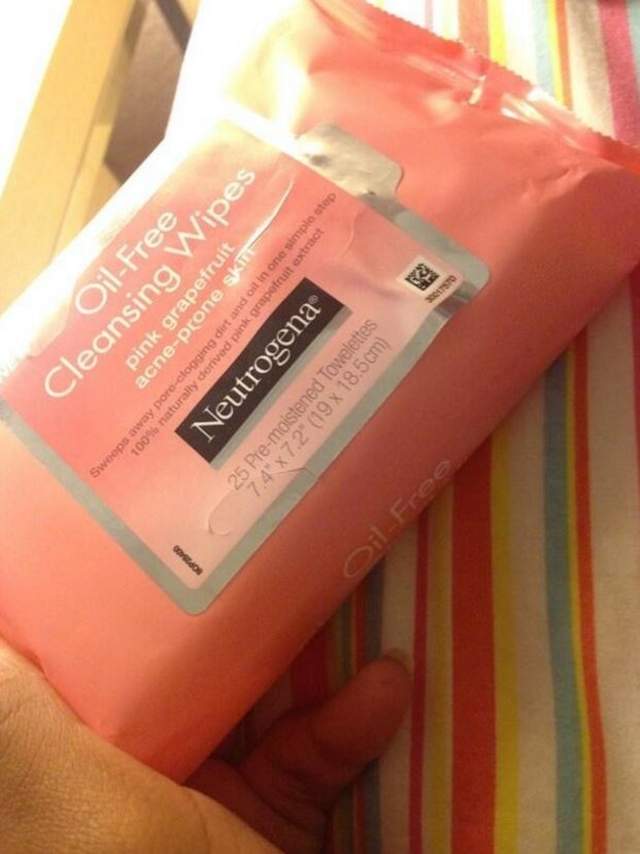 Oil-Free
Cleansing Wipes
pink grapefruit
acne-prone skin
Sweeps away pore-clogging dirt and oil in one simple step
100% naturally derived pink grapefruit extract
Neutrogena®
25 Pre-moistened Towelettes
7.4" x 7.2" (19 x 18.5cm)
Oil-Free